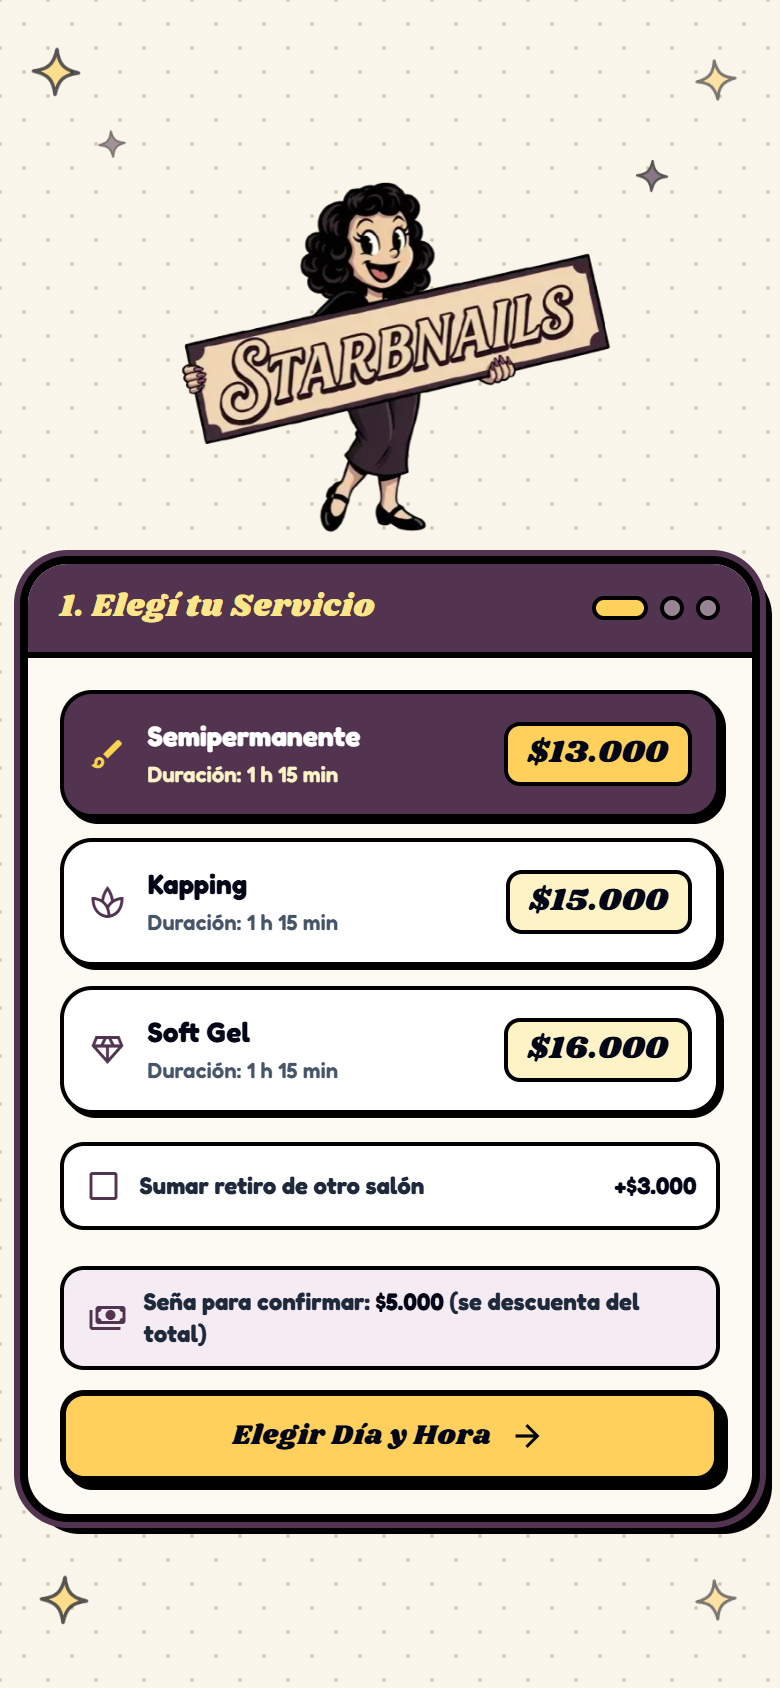 STARBNAILS
1. Elegí tu Servicio
Semipermanente
Duración: 1 h 15 min
$13.000
Kapping
Duración: 1 h 15 min
$15.000
Soft Gel
Duración: 1 h 15 min
$16.000
Sumar retiro de otro salón
+$3.000
Seña para confirmar: $5.000 (se descuenta del
total)
Elegir Día y Hora →